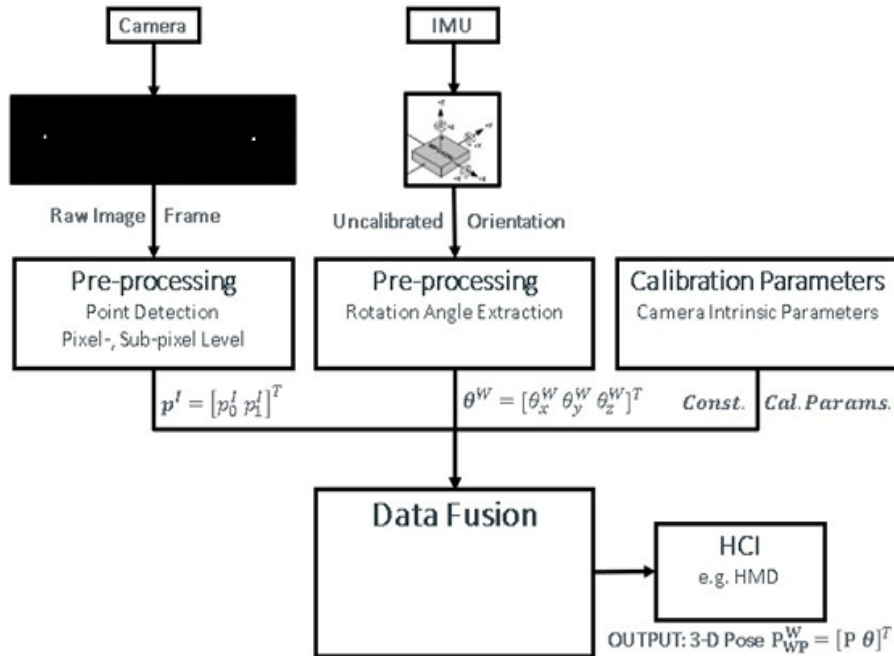 Camera
IMU
Raw Image Frame
Uncalibrated Orientation
Pre-processing
Point Detection
Pixel-, Sub-pixel Level
Pre-processing
Rotation Angle Extraction
Calibration Parameters
Camera Intrinsic Parameters
p^I = [p_0^I p_1^I]^T
θ^W = [θ_x^W θ_y^W θ_z^W]^T
Const. Cal. Params.
Data Fusion
HCI
e.g. HMD
OUTPUT: 3-D Pose P_WP^W = [P θ]^T